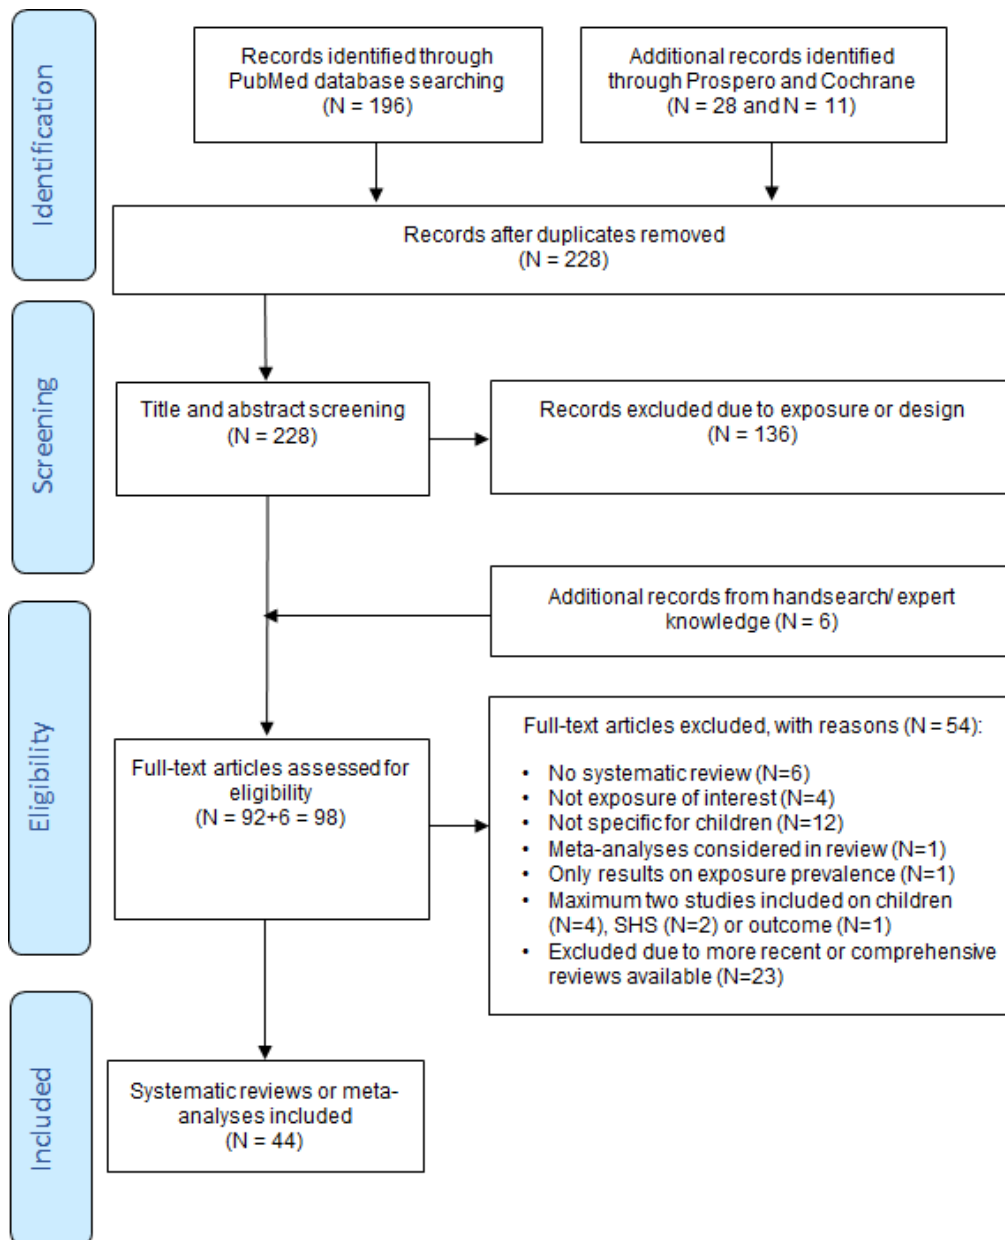 Identification
Records identified through
PubMed database searching
(N = 196)
Additional records identified
through Prospero and Cochrane
(N = 28 and N = 11)
Records after duplicates removed
(N = 228)
Screening
Title and abstract screening
(N = 228)
Records excluded due to exposure or design
(N = 136)
Additional records from handsearch/ expert
knowledge (N = 6)
Eligibility
Full-text articles assessed for
eligibility
(N = 92+6 = 98)
Full-text articles excluded, with reasons (N = 54):
• No systematic review (N=6)
• Not exposure of interest (N=4)
• Not specific for children (N=12)
• Meta-analyses considered in review (N=1)
• Only results on exposure prevalence (N=1)
• Maximum two studies included on children
(N=4), SHS (N=2) or outcome (N=1)
• Excluded due to more recent or comprehensive
reviews available (N=23)
Included
Systematic reviews or meta-
analyses included
(N = 44)